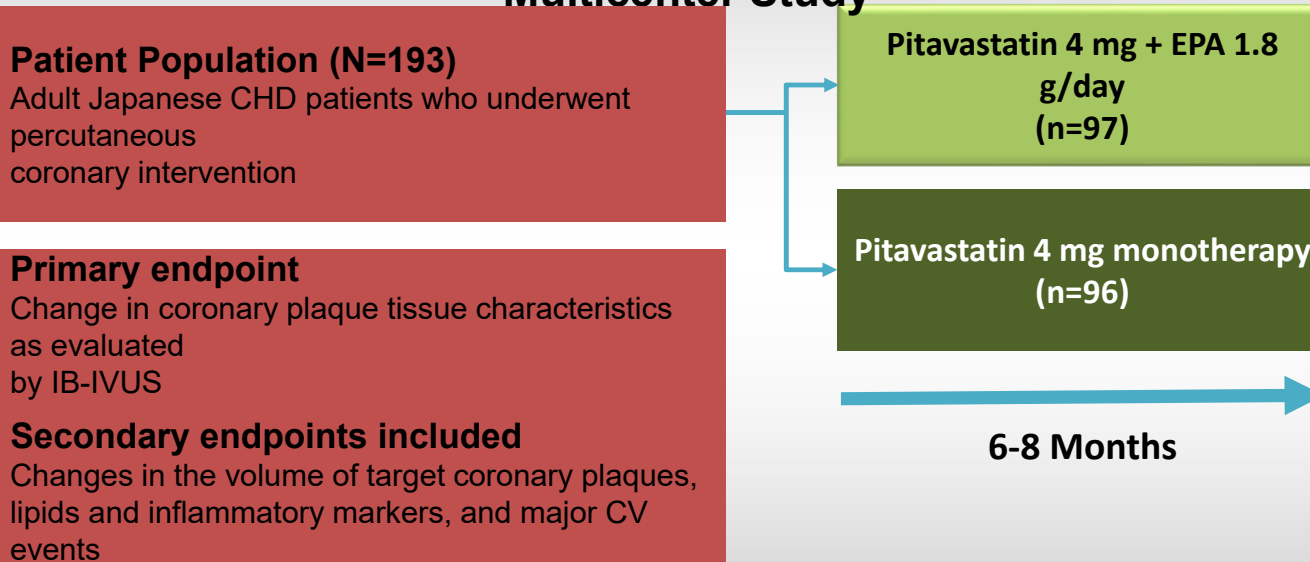 Multicenter Study
Patient Population (N=193)
Adult Japanese CHD patients who underwent
percutaneous
coronary intervention
Primary endpoint
Change in coronary plaque tissue characteristics
as evaluated
by IB-IVUS
Secondary endpoints included
Changes in the volume of target coronary plaques,
lipids and inflammatory markers, and major CV
events
Pitavastatin 4 mg + EPA 1.8
g/day
(n=97)
Pitavastatin 4 mg monotherapy
(n=96)
6-8 Months